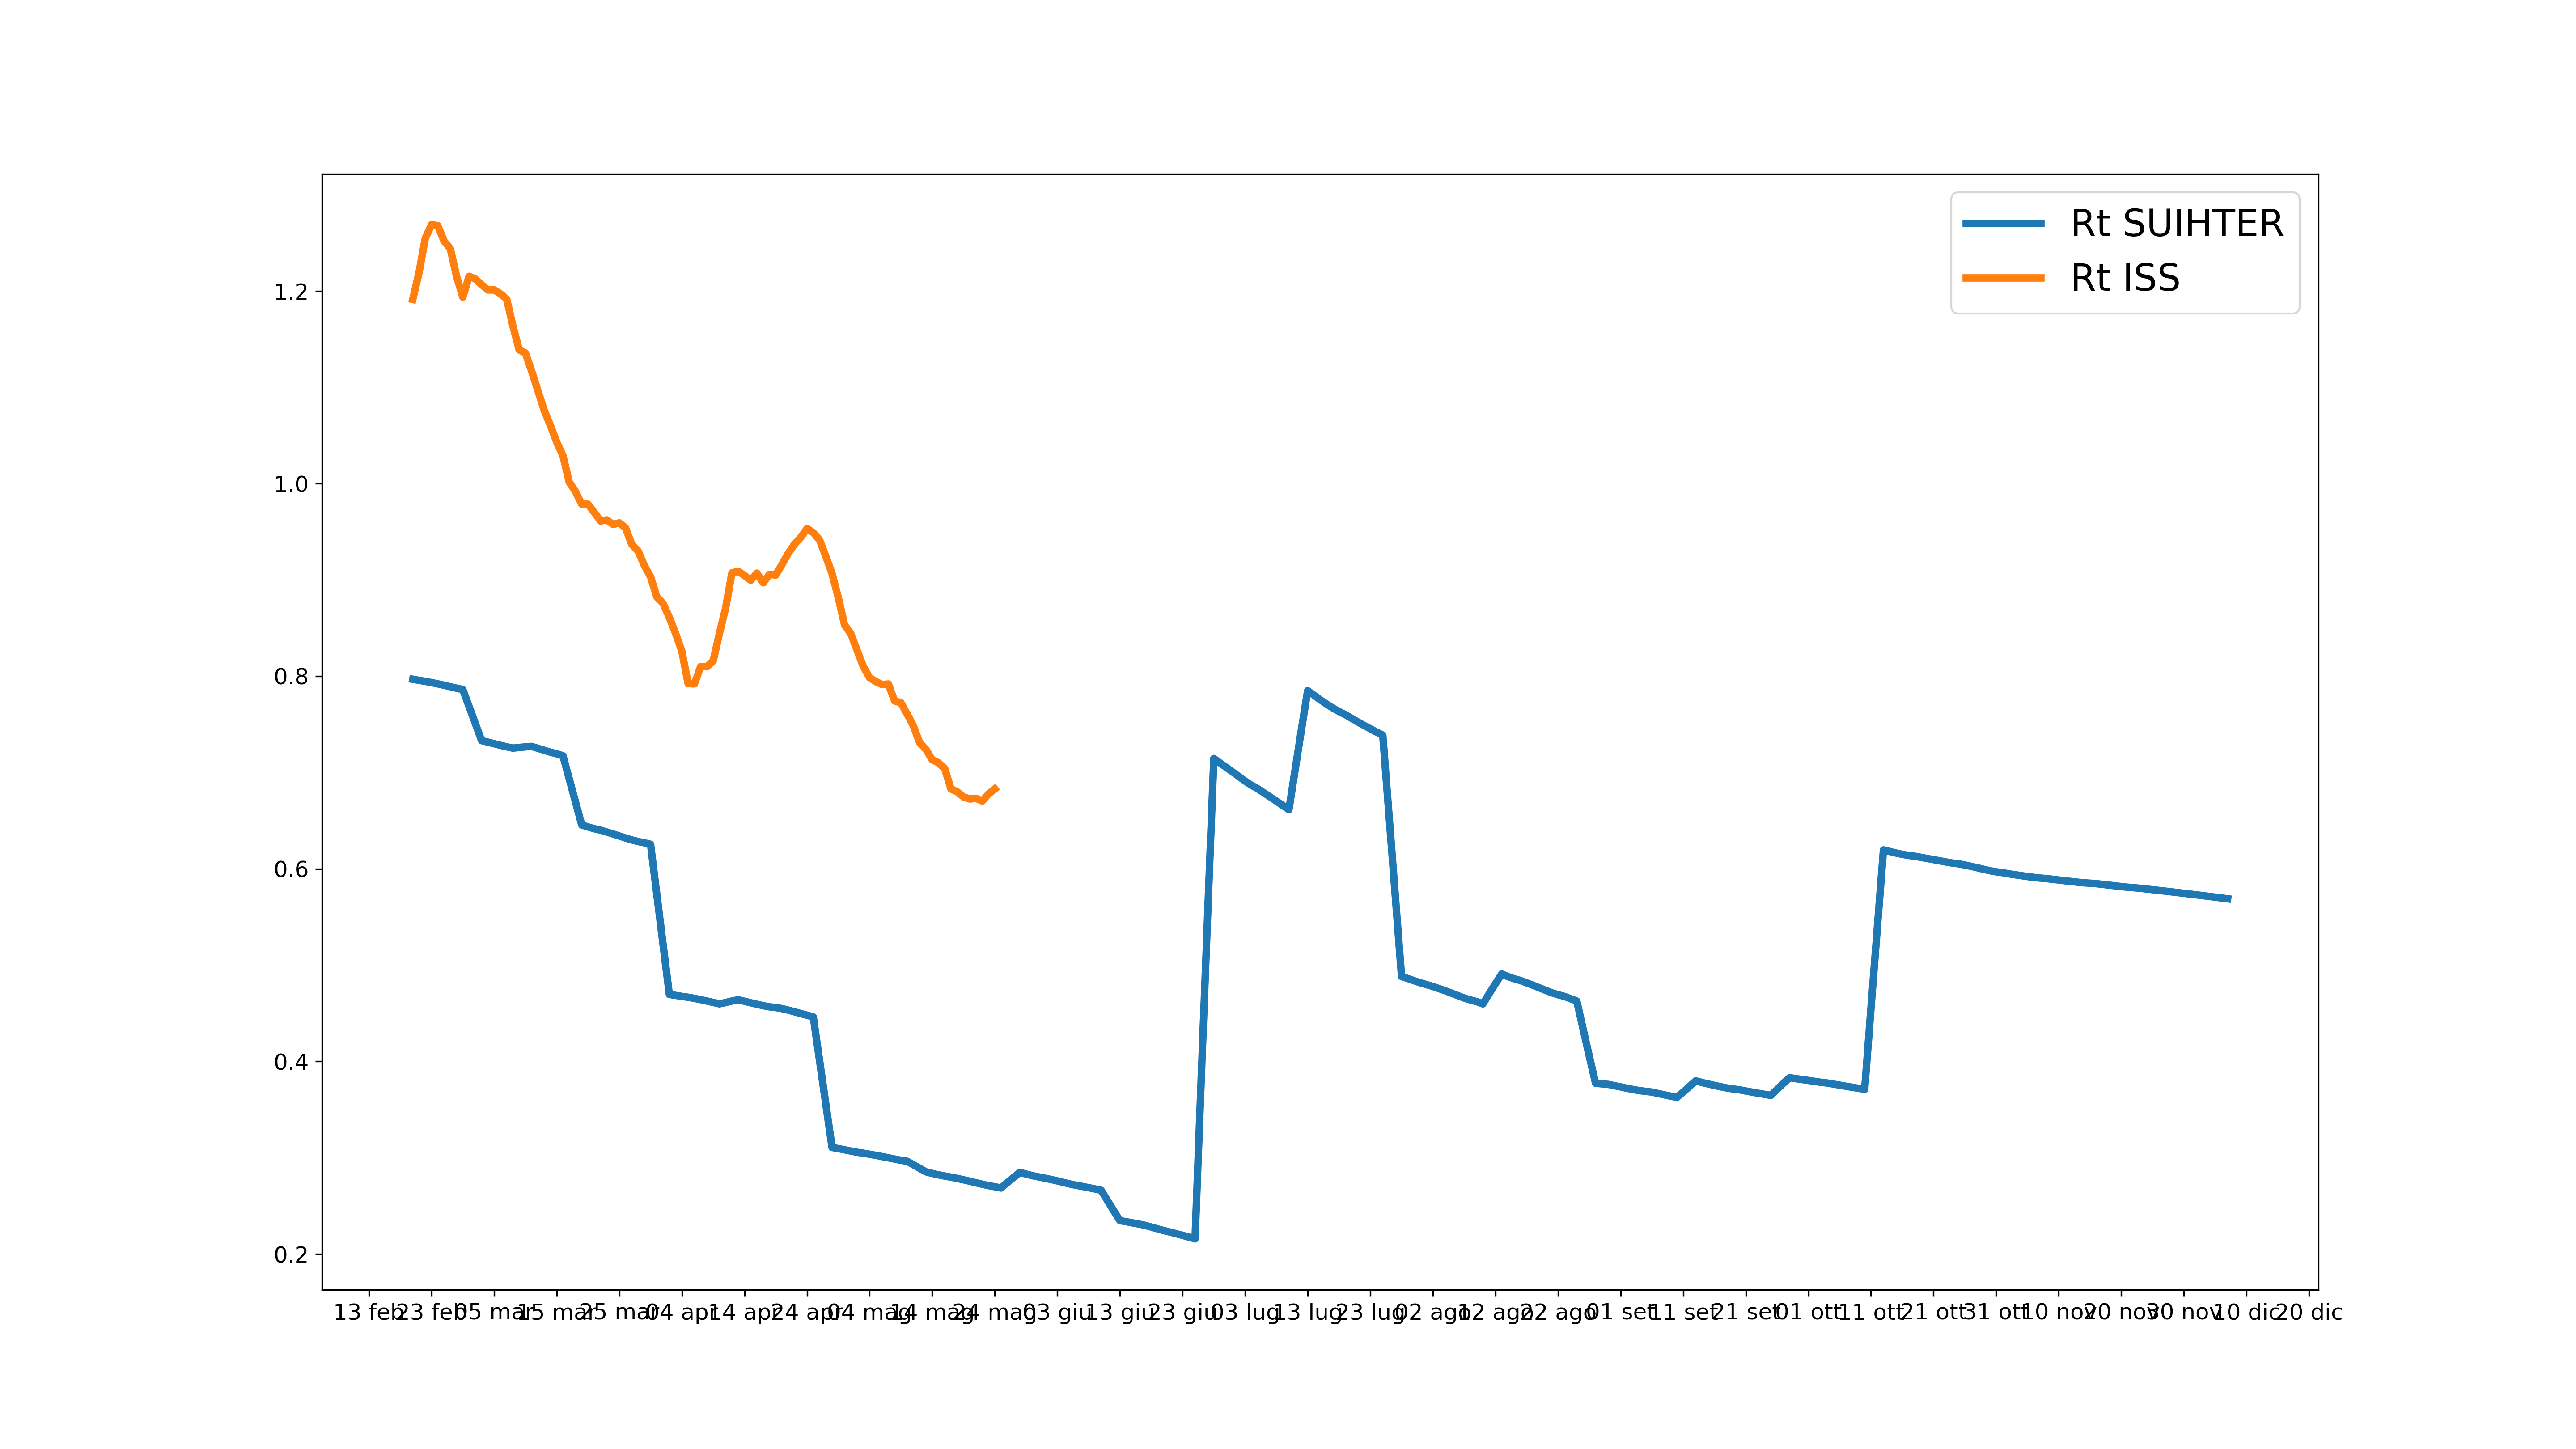 Rt SUIHTER
Rt ISS
1.2
1.0
0.8
0.6
0.4
0.2
13 feb 23 feb 05 mar 15 mar 25 mar 04 apr 14 apr 24 apr 04 mag 14 mag 24 mag 03 giu 13 giu 23 giu 03 lug 13 lug 23 lug 02 ago 12 ago 22 ago 01 set 11 set 21 set 01 ott 11 ott 21 ott 31 ott 10 nov 20 nov 30 nov 10 dic 20 dic